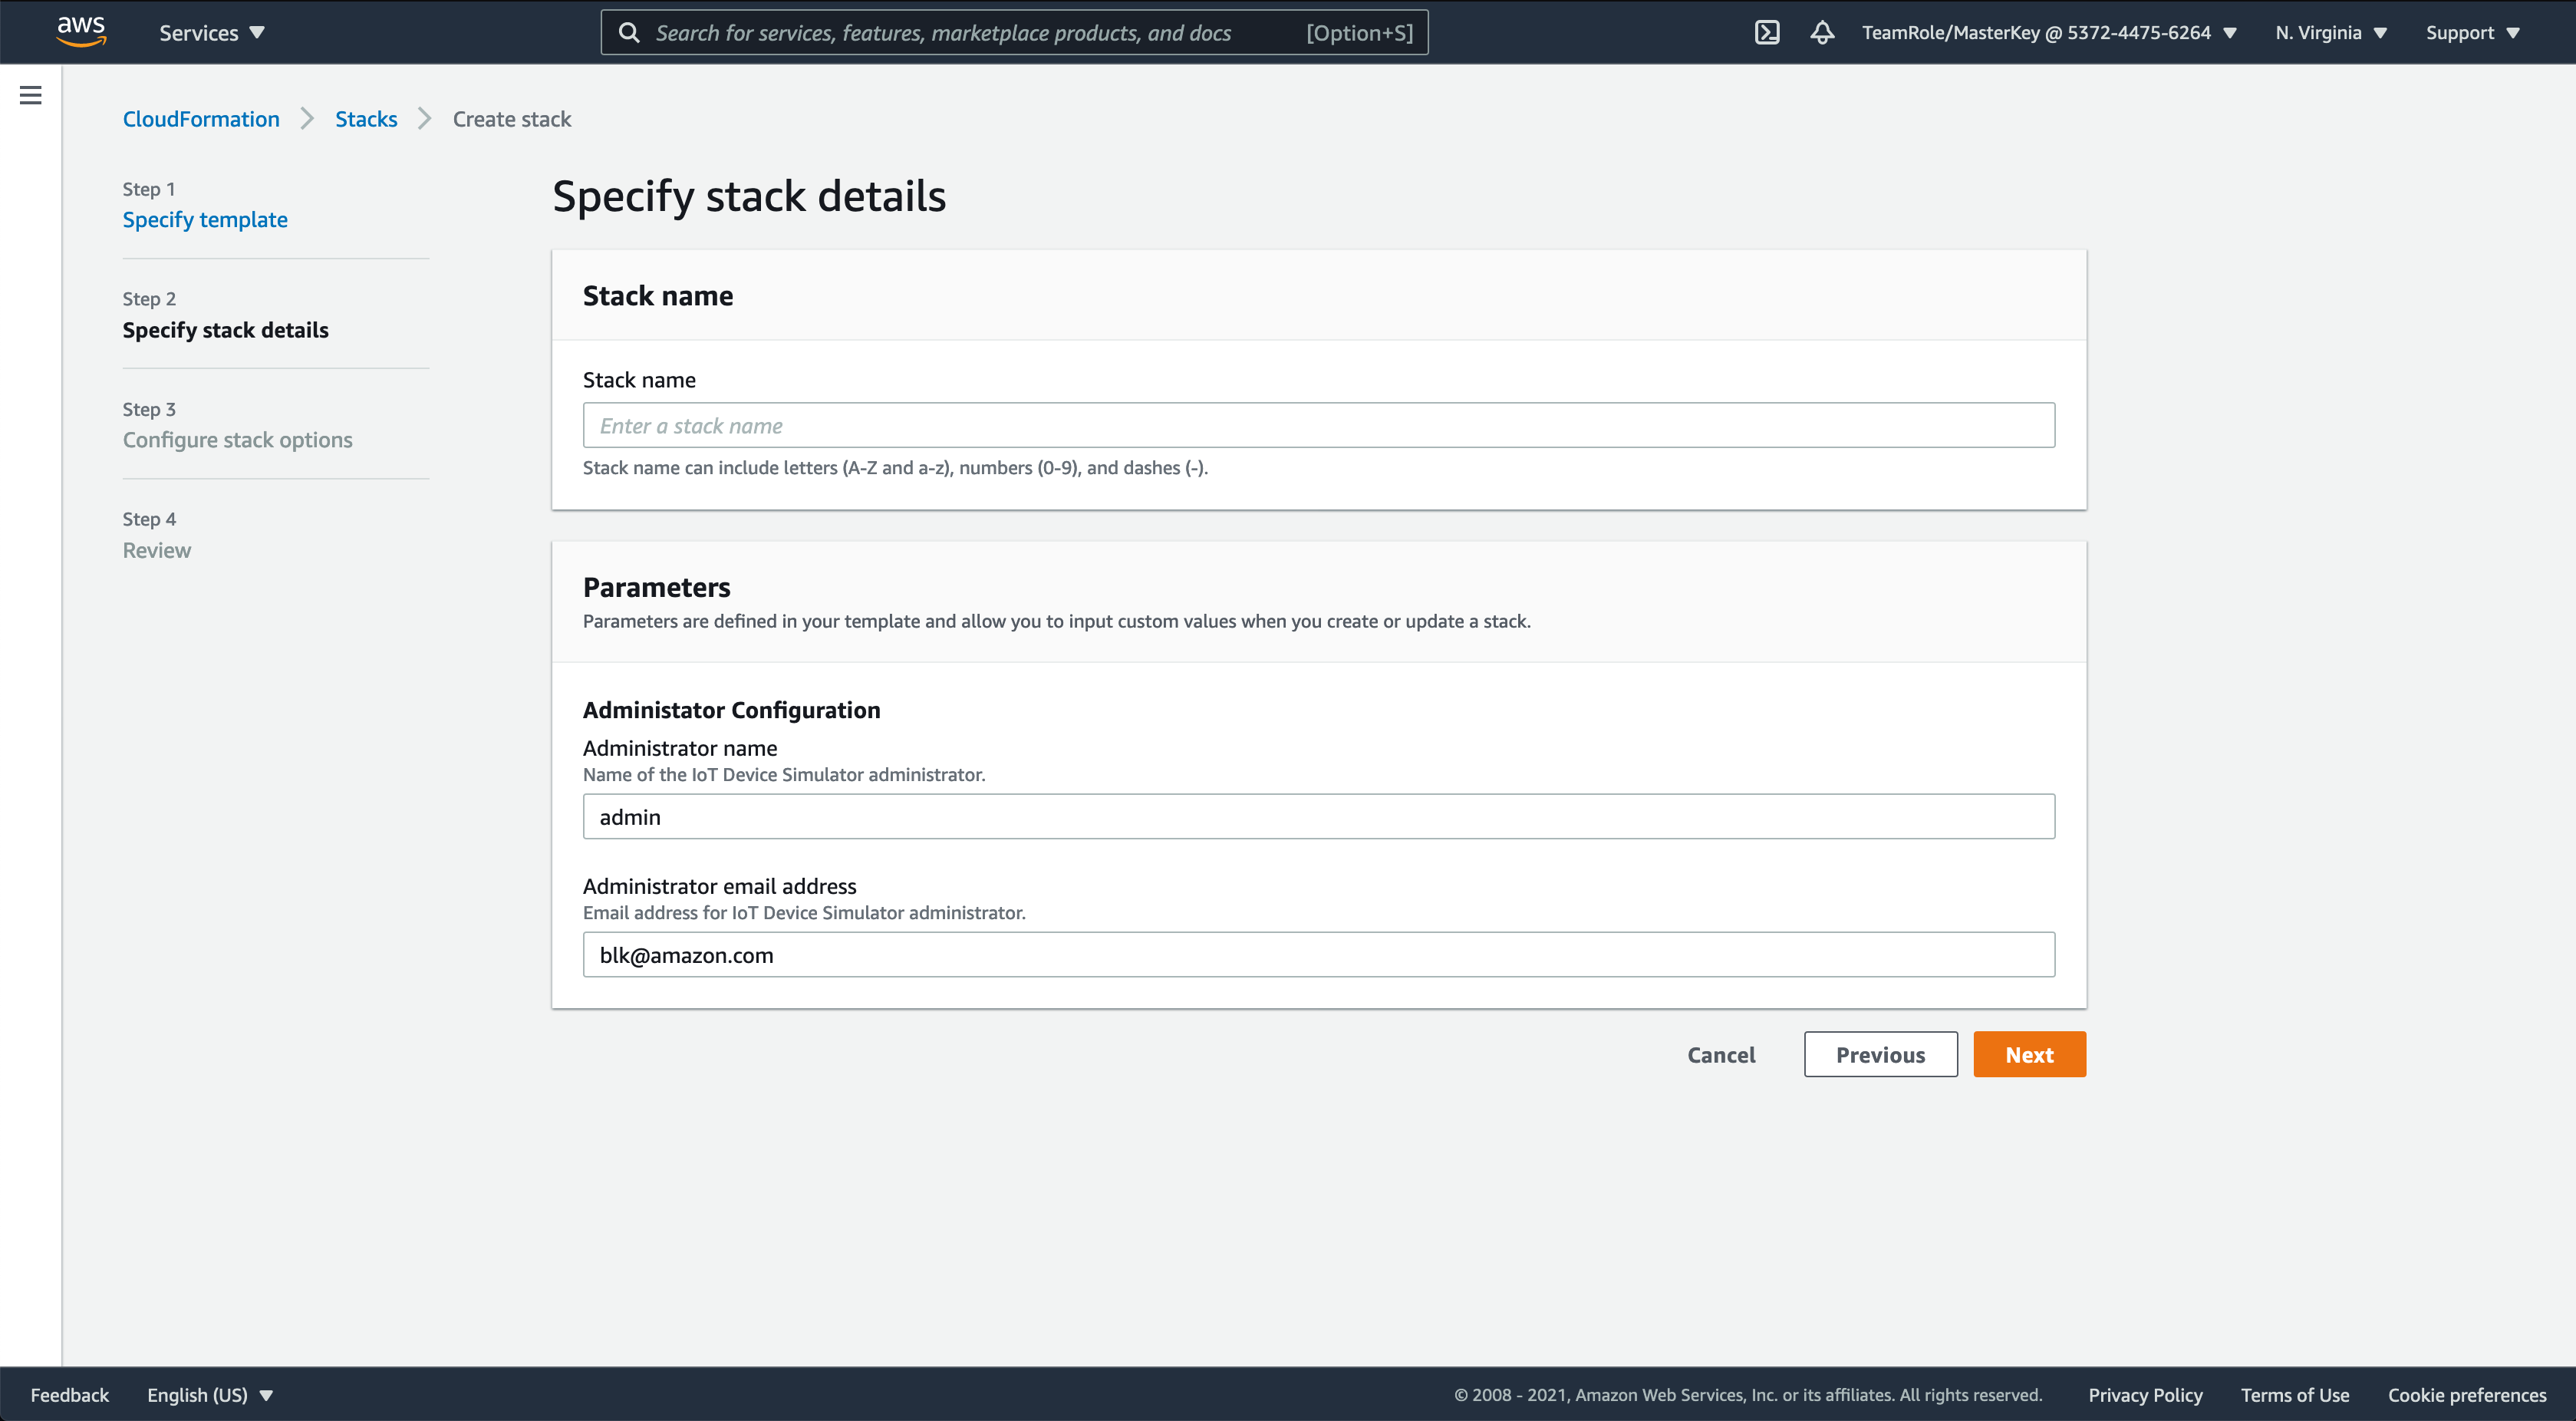 aws
Services
Search for services, features, marketplace products, and docs [Option+S]
TeamRole/MasterKey @ 5372-4475-6264
N. Virginia
Support
CloudFormation
Stacks
Create stack
Step 1
Specify template
Step 2
Specify stack details
Step 3
Configure stack options
Step 4
Review
Specify stack details
Stack name
Stack name
Enter a stack name
Stack name can include letters (A-Z and a-z), numbers (0-9), and dashes (-).
Parameters
Parameters are defined in your template and allow you to input custom values when you create or update a stack.
Administator Configuration
Administrator name
Name of the IoT Device Simulator administrator.
admin
Administrator email address
Email address for IoT Device Simulator administrator.
blk@amazon.com
Cancel
Previous
Next
Feedback
English (US)
© 2008 - 2021, Amazon Web Services, Inc. or its affiliates. All rights reserved.
Privacy Policy
Terms of Use
Cookie preferences